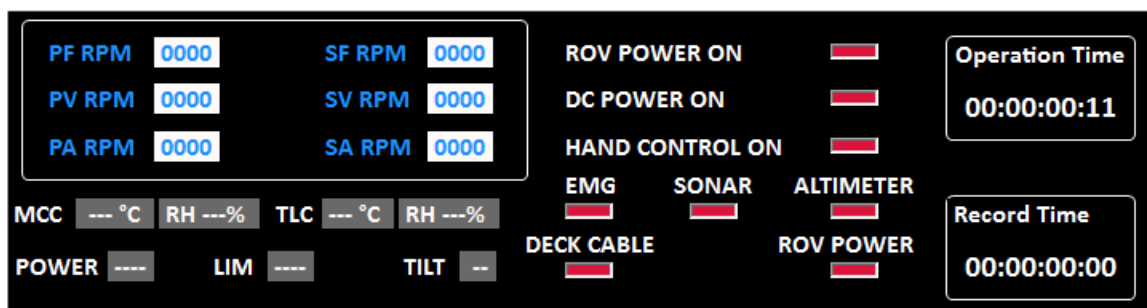 PF RPM 0000 SF RPM 0000
PV RPM 0000 SV RPM 0000
PA RPM 0000 SA RPM 0000
MCC --- °C RH ---% TLC --- °C RH ---%
POWER ---- LIM ---- TILT --
ROV POWER ON
DC POWER ON
HAND CONTROL ON
EMG SONAR ALTIMETER
DECK CABLE ROV POWER
Operation Time
00:00:00:11
Record Time
00:00:00:00